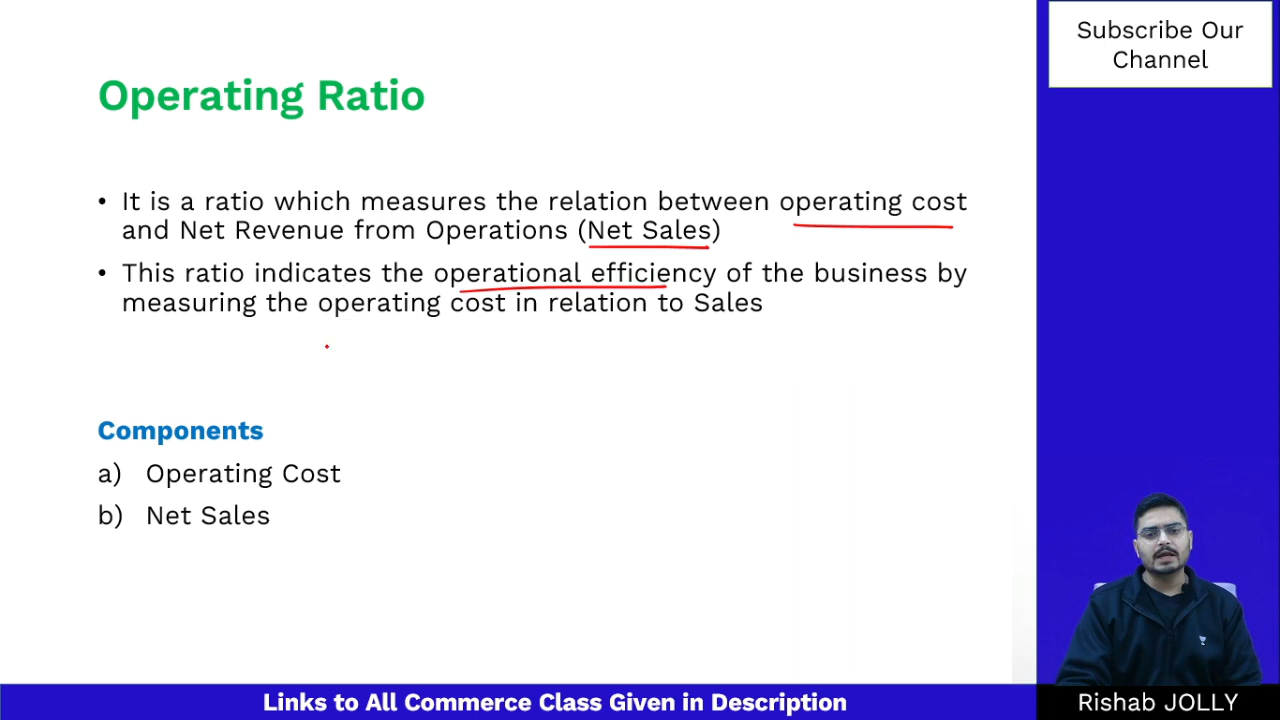 Subscribe Our
Channel
Operating Ratio
• It is a ratio which measures the relation between operating cost
and Net Revenue from Operations (Net Sales)
• This ratio indicates the operational efficiency of the business by
measuring the operating cost in relation to Sales
Components
a) Operating Cost
b) Net Sales
Links to All Commerce Class Given in Description
Rishab JOLLY